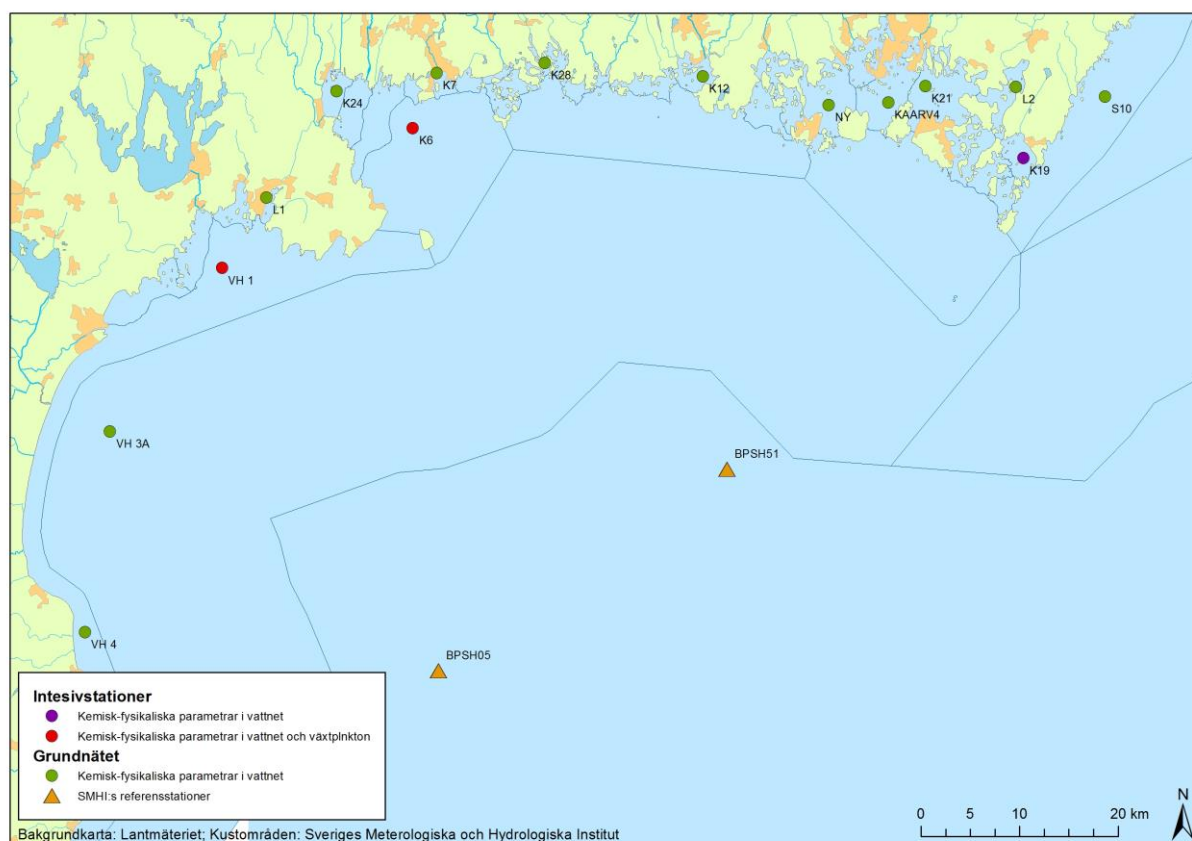 K28
K7
K12
K24
K21
L2
S10
NY
KAARV4
K6
K19
L1
VH 1
VH 3A
BPSH51
VH 4
BPSH05
Intesivstationer
Kemisk-fysikaliska parametrar i vattnet
Kemisk-fysikaliska parametrar i vattnet och växtplnkton
Grundnätet
Kemisk-fysikaliska parametrar i vattnet
SMHI:s referensstationer
N
0 5 10 20 km
Bakgrundkarta: Lantmäteriet; Kustområden: Sveriges Meterologiska och Hydrologiska Institut